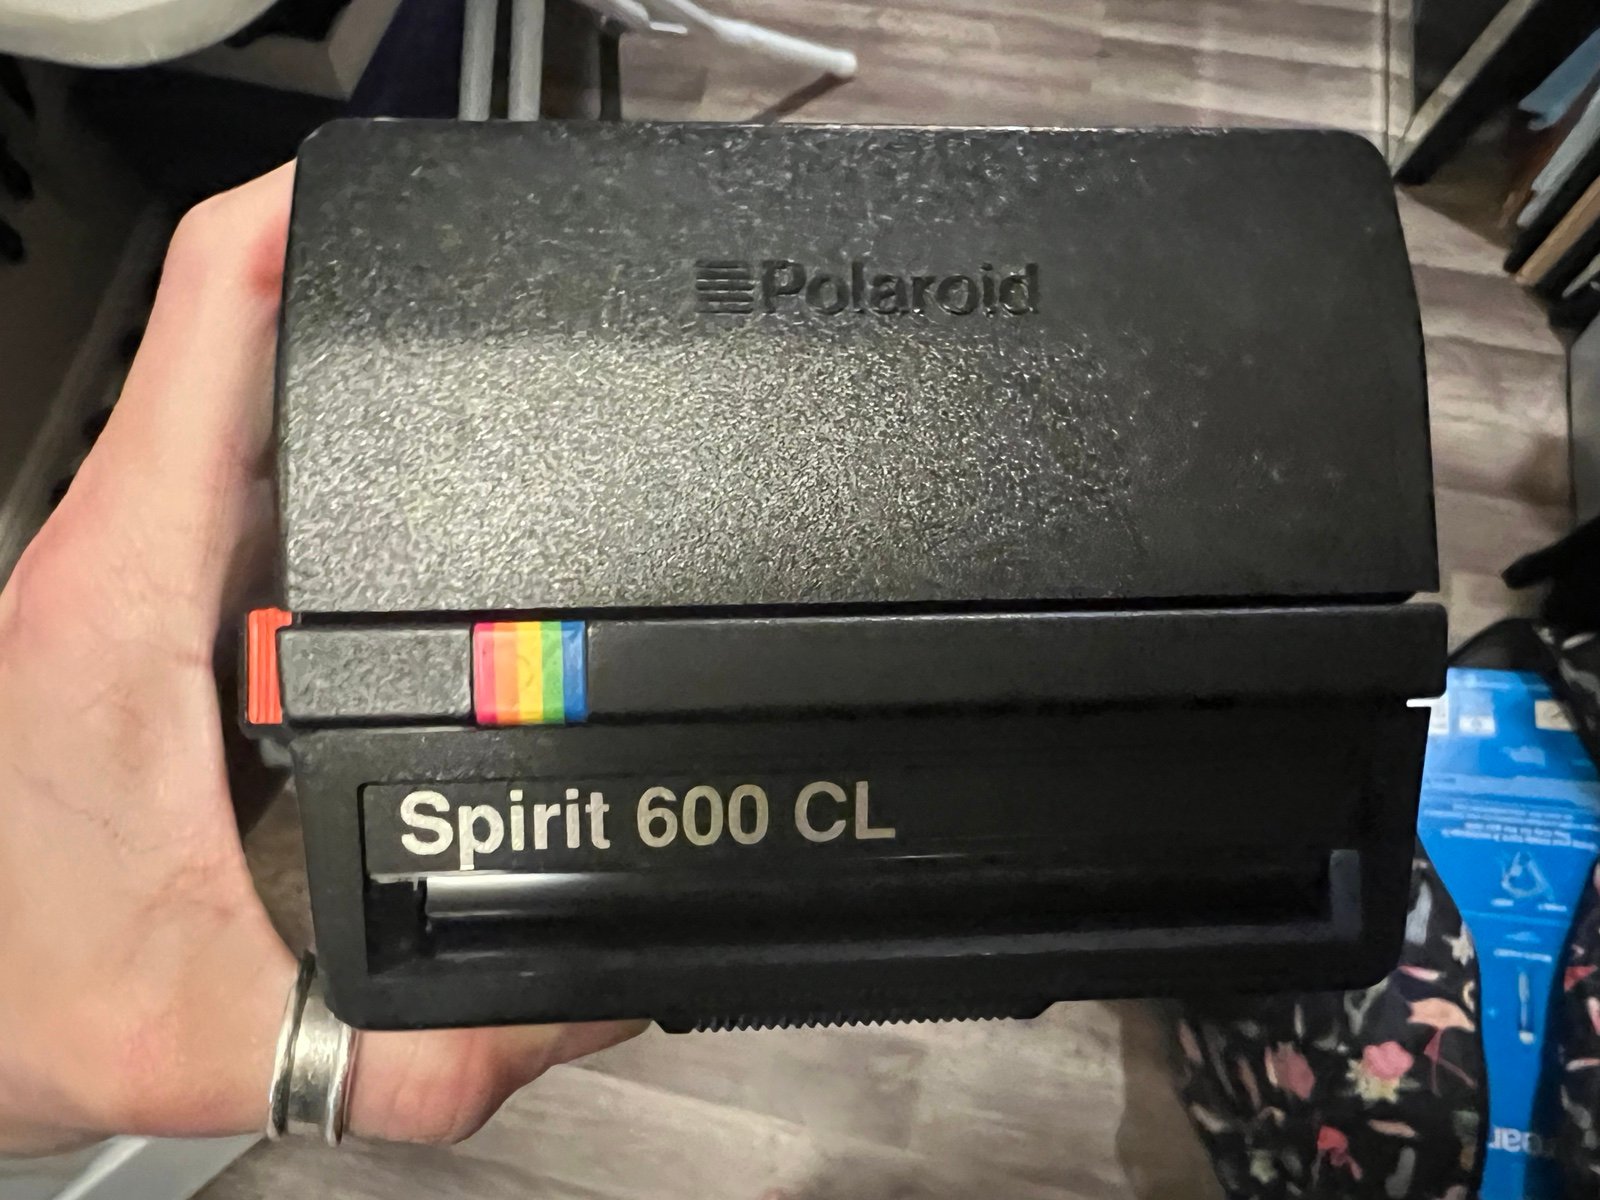 Polaroid
Spirit 600 CL